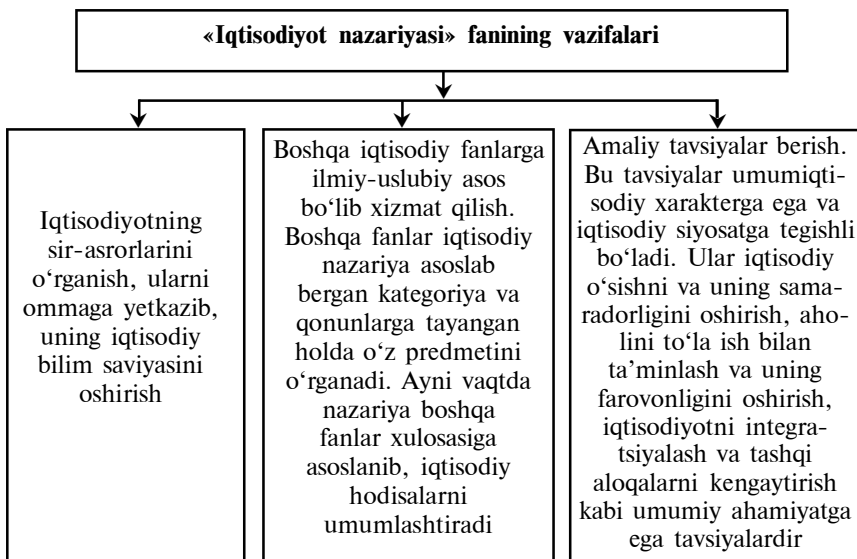 «Iqtisodiyot nazariyasi» fanining vazifalari
Iqtisodiyotning
sir-asrorlarini
o‘rganish, ularni
ommaga yetkazib,
uning iqtisodiy
bilim saviyasini
oshirish
Boshqa iqtisodiy fanlarga
ilmiy-uslubiy asos
bo‘lib xizmat qilish.
Boshqa fanlar iqtisodiy
nazariya asoslab
bergan kategoriya va
qonunlarga tayangan
holda o‘z predmetini
o‘rganadi. Ayni vaqtda
nazariya boshqa
fanlar xulosasiga
asoslanib, iqtisodiy
hodisalarni
umumlashtiradi
Amaliy tavsiyalar berish.
Bu tavsiyalar umumiqti-
sodiy xarakterga ega va
iqtisodiy siyosatga tegishli
bo‘ladi. Ular iqtisodiy
o‘sishni va uning sama-
radorligini oshirish, aho-
lini to‘la ish bilan
ta’minlash va uning
farovonligini oshirish,
iqtisodiyotni integra-
tsiyalash va tashqi
aloqalarni kengaytirish
kabi umumiy ahamiyatga
ega tavsiyalardir